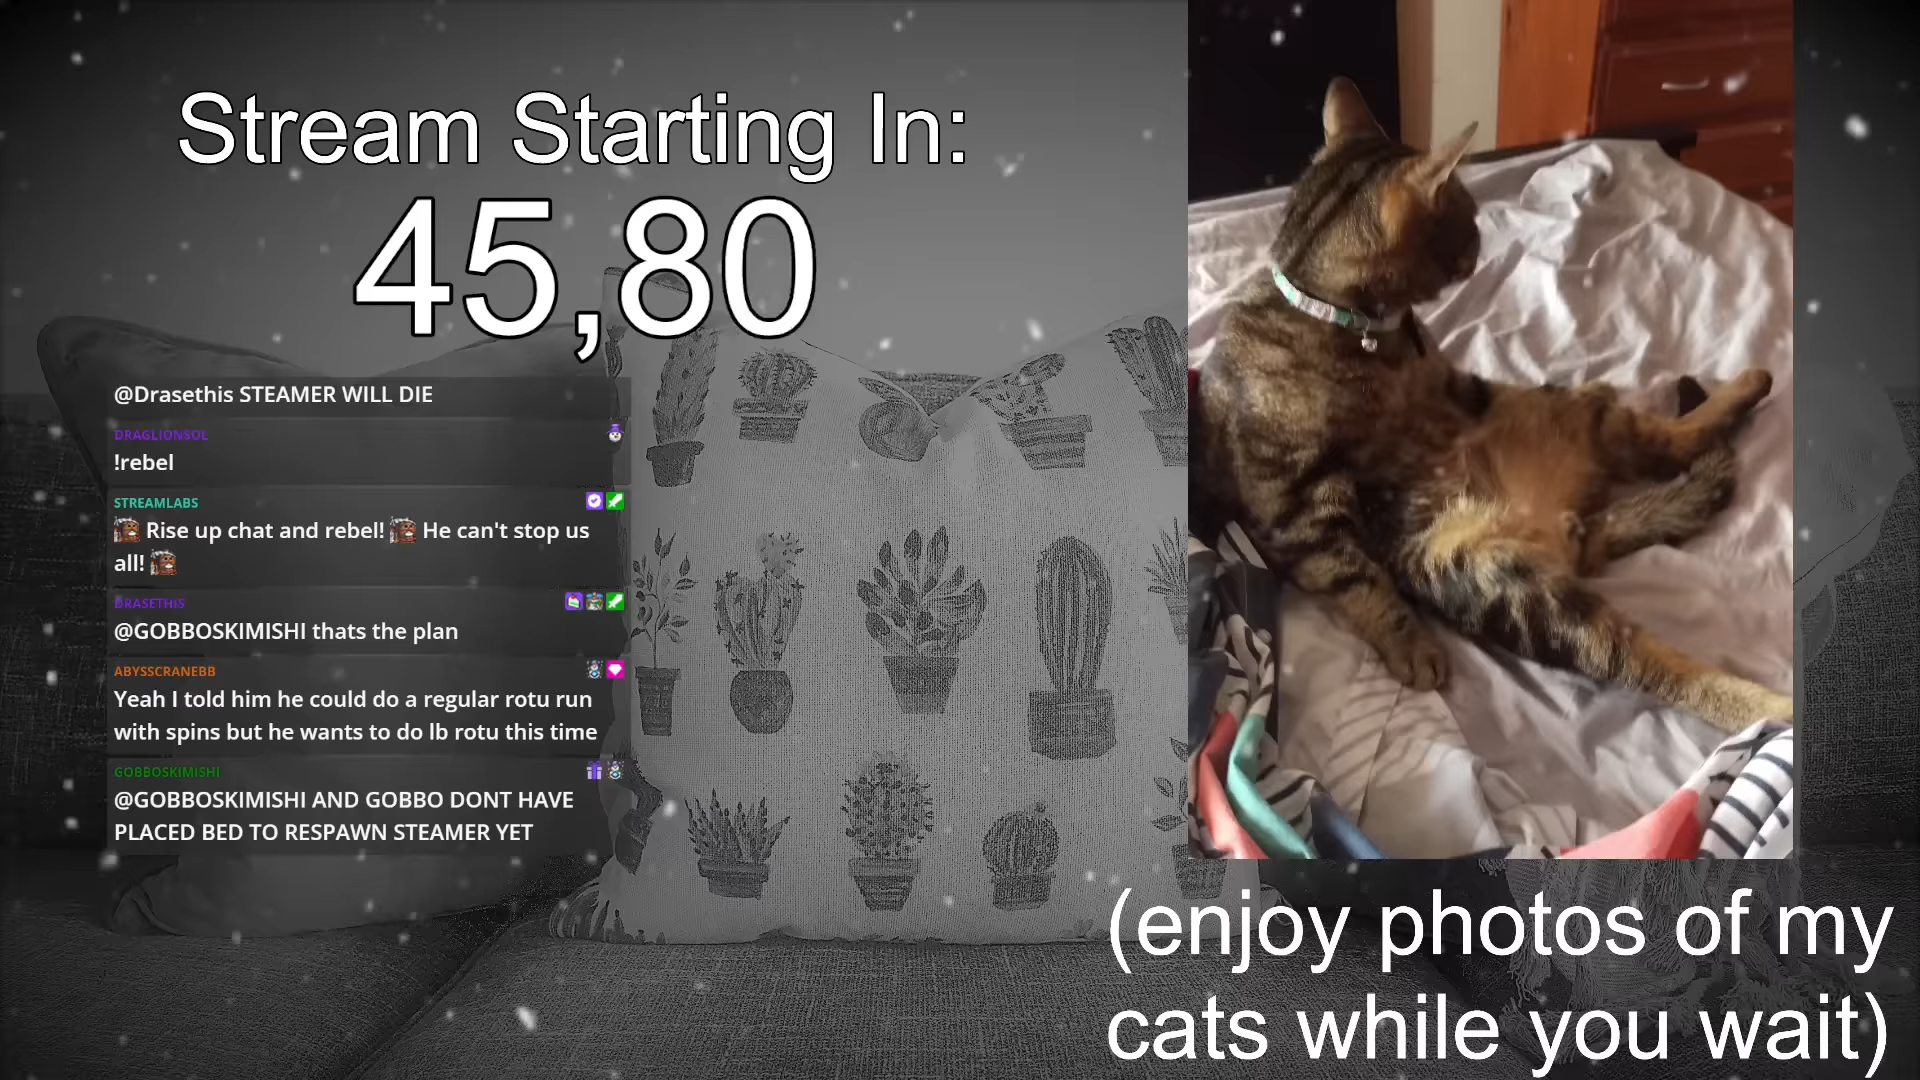 Stream Starting In:
45,80
@Drasethis STEAMER WILL DIE
DRAGLIONSOL
!rebel
STREAMLABS
Rise up chat and rebel! He can't stop us
all!
DRASETHIS
@GOBBOSKIMISHI thats the plan
ABYSSCRANEBB
Yeah I told him he could do a regular rotu run
with spins but he wants to do lb rotu this time
GOBBOSKIMISHI
@GOBBOSKIMISHI AND GOBBO DONT HAVE
PLACED BED TO RESPAWN STEAMER YET
(enjoy photos of my
cats while you wait)